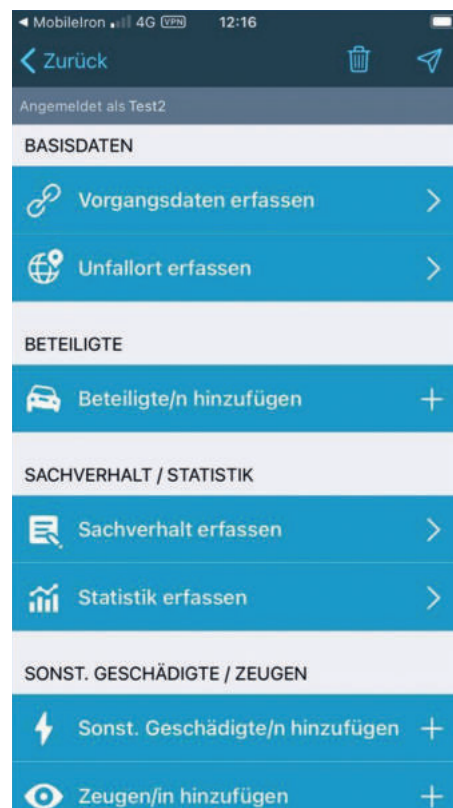 MobileIron 4G VPN 12:16
Zurück
Angemeldet als Test2
BASISDATEN
Vorgangsdaten erfassen
Unfallort erfassen
BETEILIGTE
Beteiligte/n hinzufügen
SACHVERHALT / STATISTIK
Sachverhalt erfassen
Statistik erfassen
SONST. GESCHÄDIGTE / ZEUGEN
Sonst. Geschädigte/n hinzufügen
Zeugen/in hinzufügen